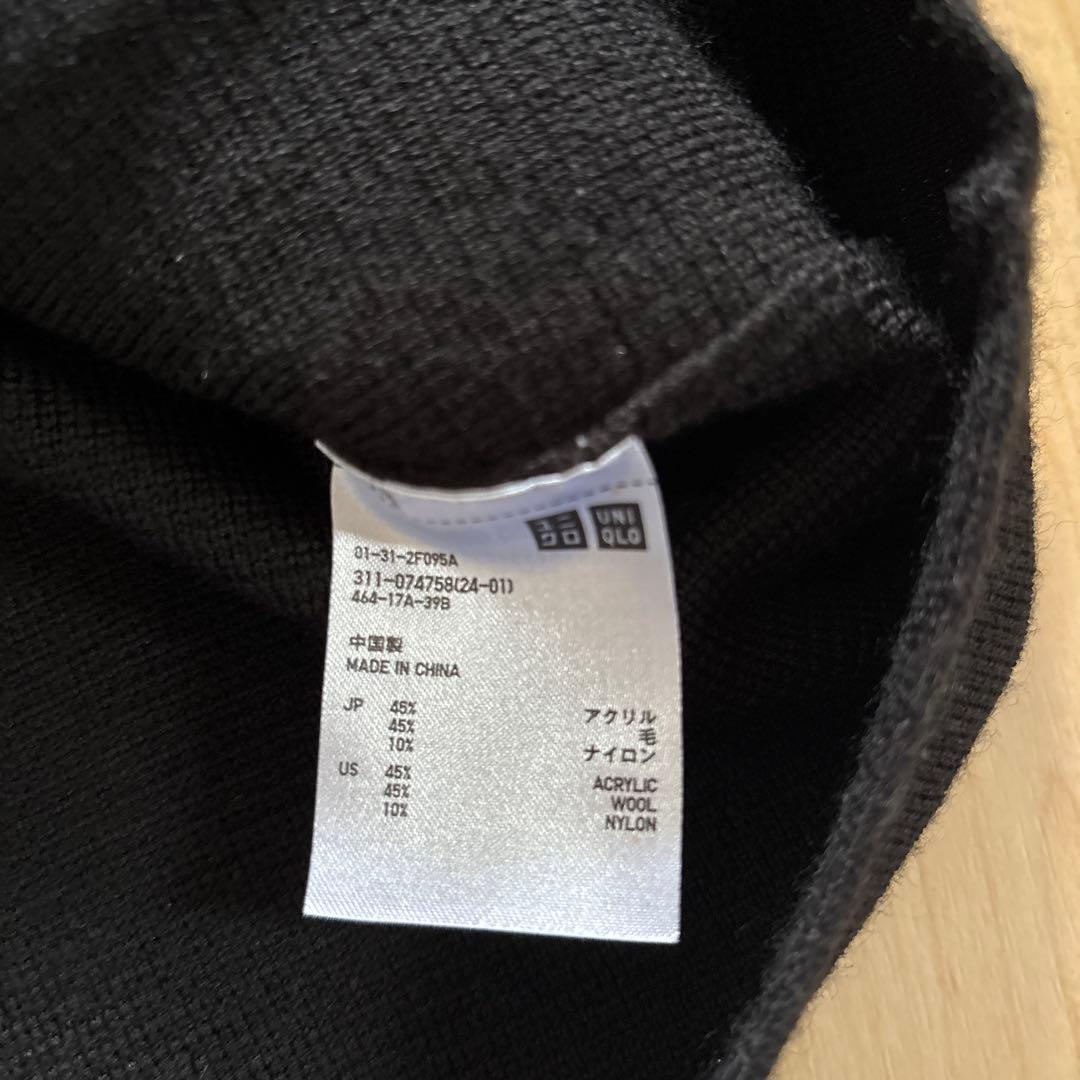 ユニ
クロ
UNI
QLO
01-31-2F095A
311-074758(24-01)
464-17A-39B
中国製
MADE IN CHINA
JP 45% アクリル
45% 毛
10% ナイロン
US 45% ACRYLIC
45% WOOL
10% NYLON